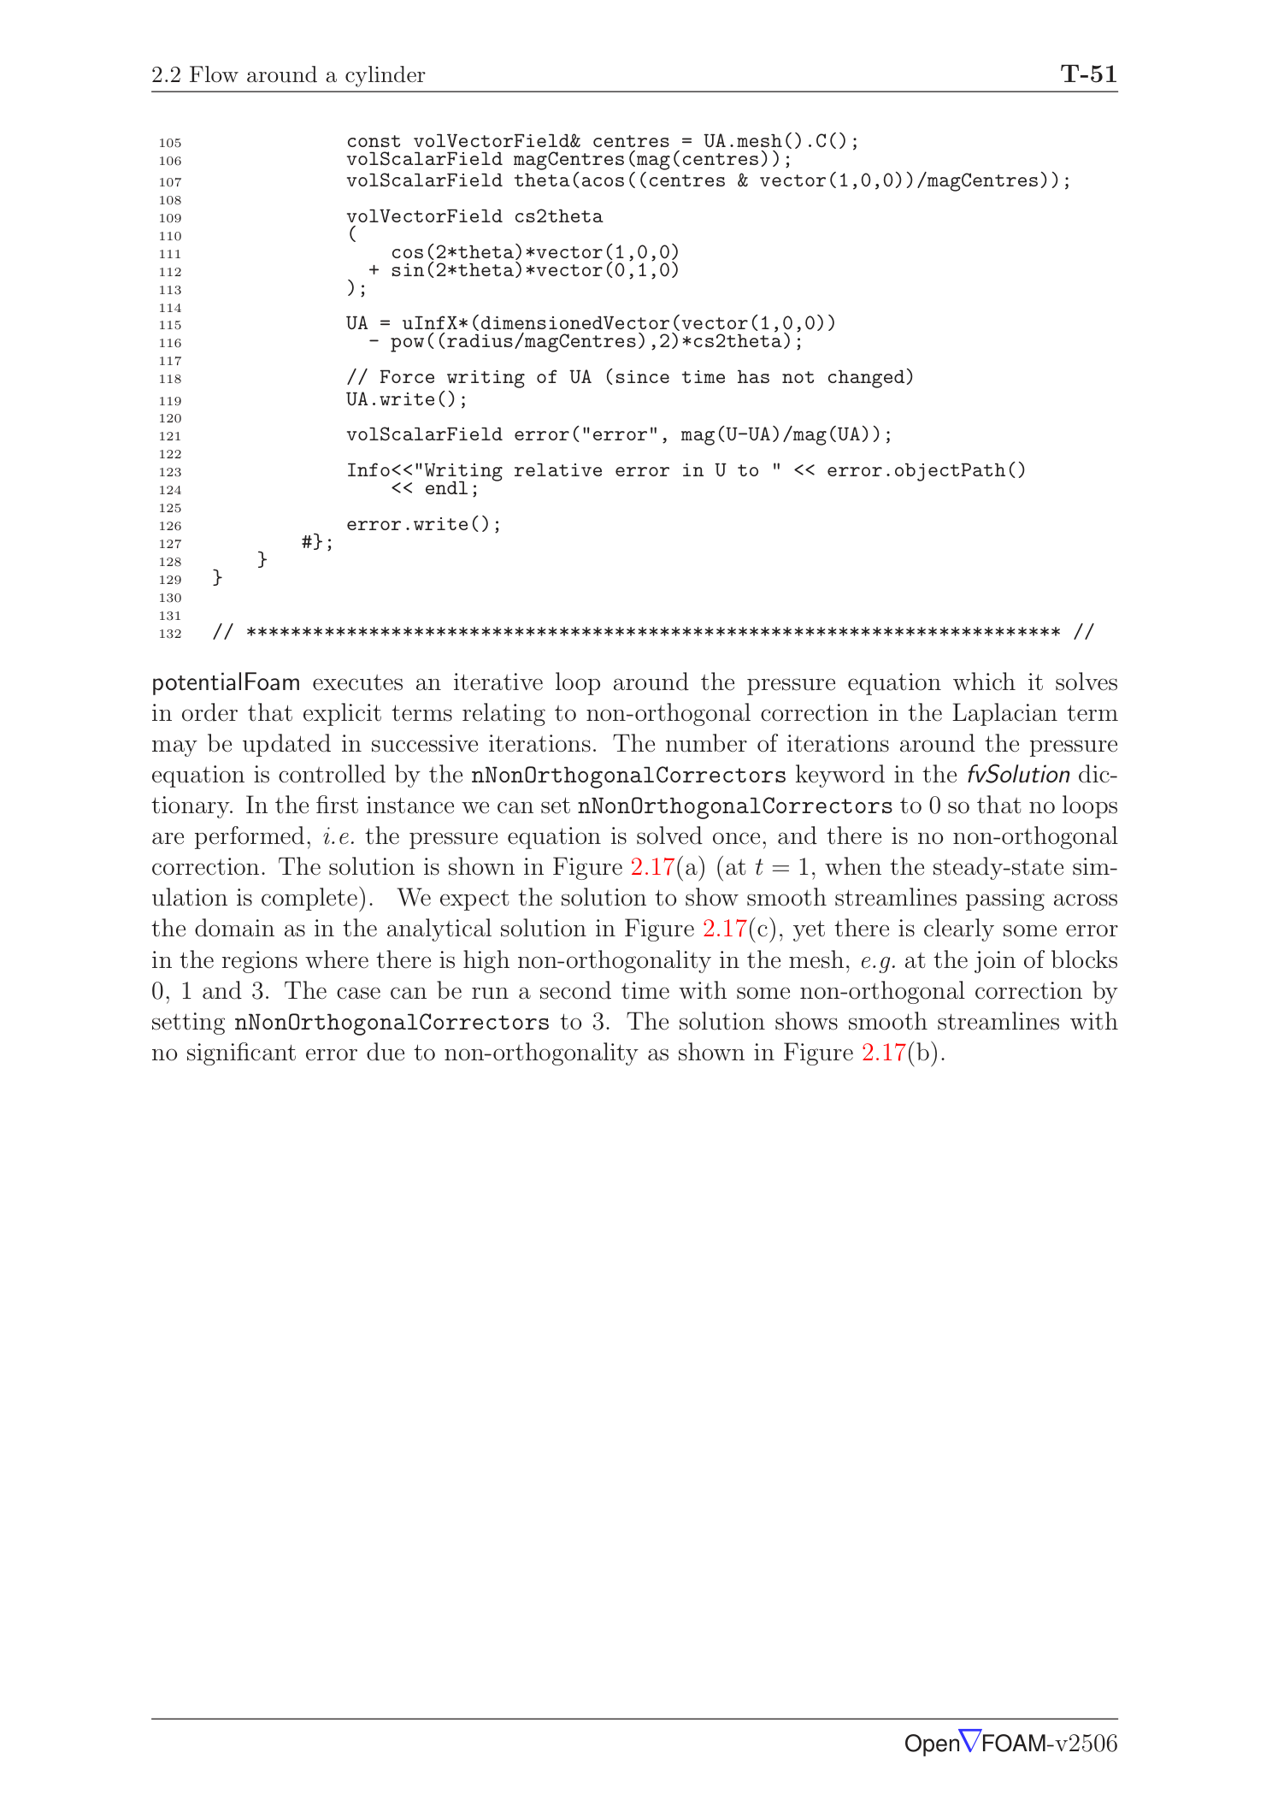 2.2 Flow around a cylinder T-51
105 const volVectorField& centres = UA.mesh().C();
106 volScalarField magCentres(mag(centres));
107 volScalarField theta(acos((centres & vector(1,0,0))/magCentres));
108
109 volVectorField cs2theta
110 (
111 cos(2*theta)*vector(1,0,0)
112 + sin(2*theta)*vector(0,1,0)
113 );
114
115 UA = uInfX*(dimensionedVector(vector(1,0,0))
116 - pow((radius/magCentres),2)*cs2theta);
117
118 // Force writing of UA (since time has not changed)
119 UA.write();
120
121 volScalarField error("error", mag(U-UA)/mag(UA));
122
123 Info<<"Writing relative error in U to " << error.objectPath()
124 << endl;
125
126 error.write();
127 #};
128 }
129 }
130
131
132 // ************************************************************************* //
potentialFoam executes an iterative loop around the pressure equation which it solves
in order that explicit terms relating to non-orthogonal correction in the Laplacian term
may be updated in successive iterations. The number of iterations around the pressure
equation is controlled by the nNonOrthogonalCorrectors keyword in the fvSolution dic-
tionary. In the first instance we can set nNonOrthogonalCorrectors to 0 so that no loops
are performed, i.e. the pressure equation is solved once, and there is no non-orthogonal
correction. The solution is shown in Figure 2.17(a) (at t = 1, when the steady-state sim-
ulation is complete). We expect the solution to show smooth streamlines passing across
the domain as in the analytical solution in Figure 2.17(c), yet there is clearly some error
in the regions where there is high non-orthogonality in the mesh, e.g. at the join of blocks
0, 1 and 3. The case can be run a second time with some non-orthogonal correction by
setting nNonOrthogonalCorrectors to 3. The solution shows smooth streamlines with
no significant error due to non-orthogonality as shown in Figure 2.17(b).
Open∇FOAM-v2506